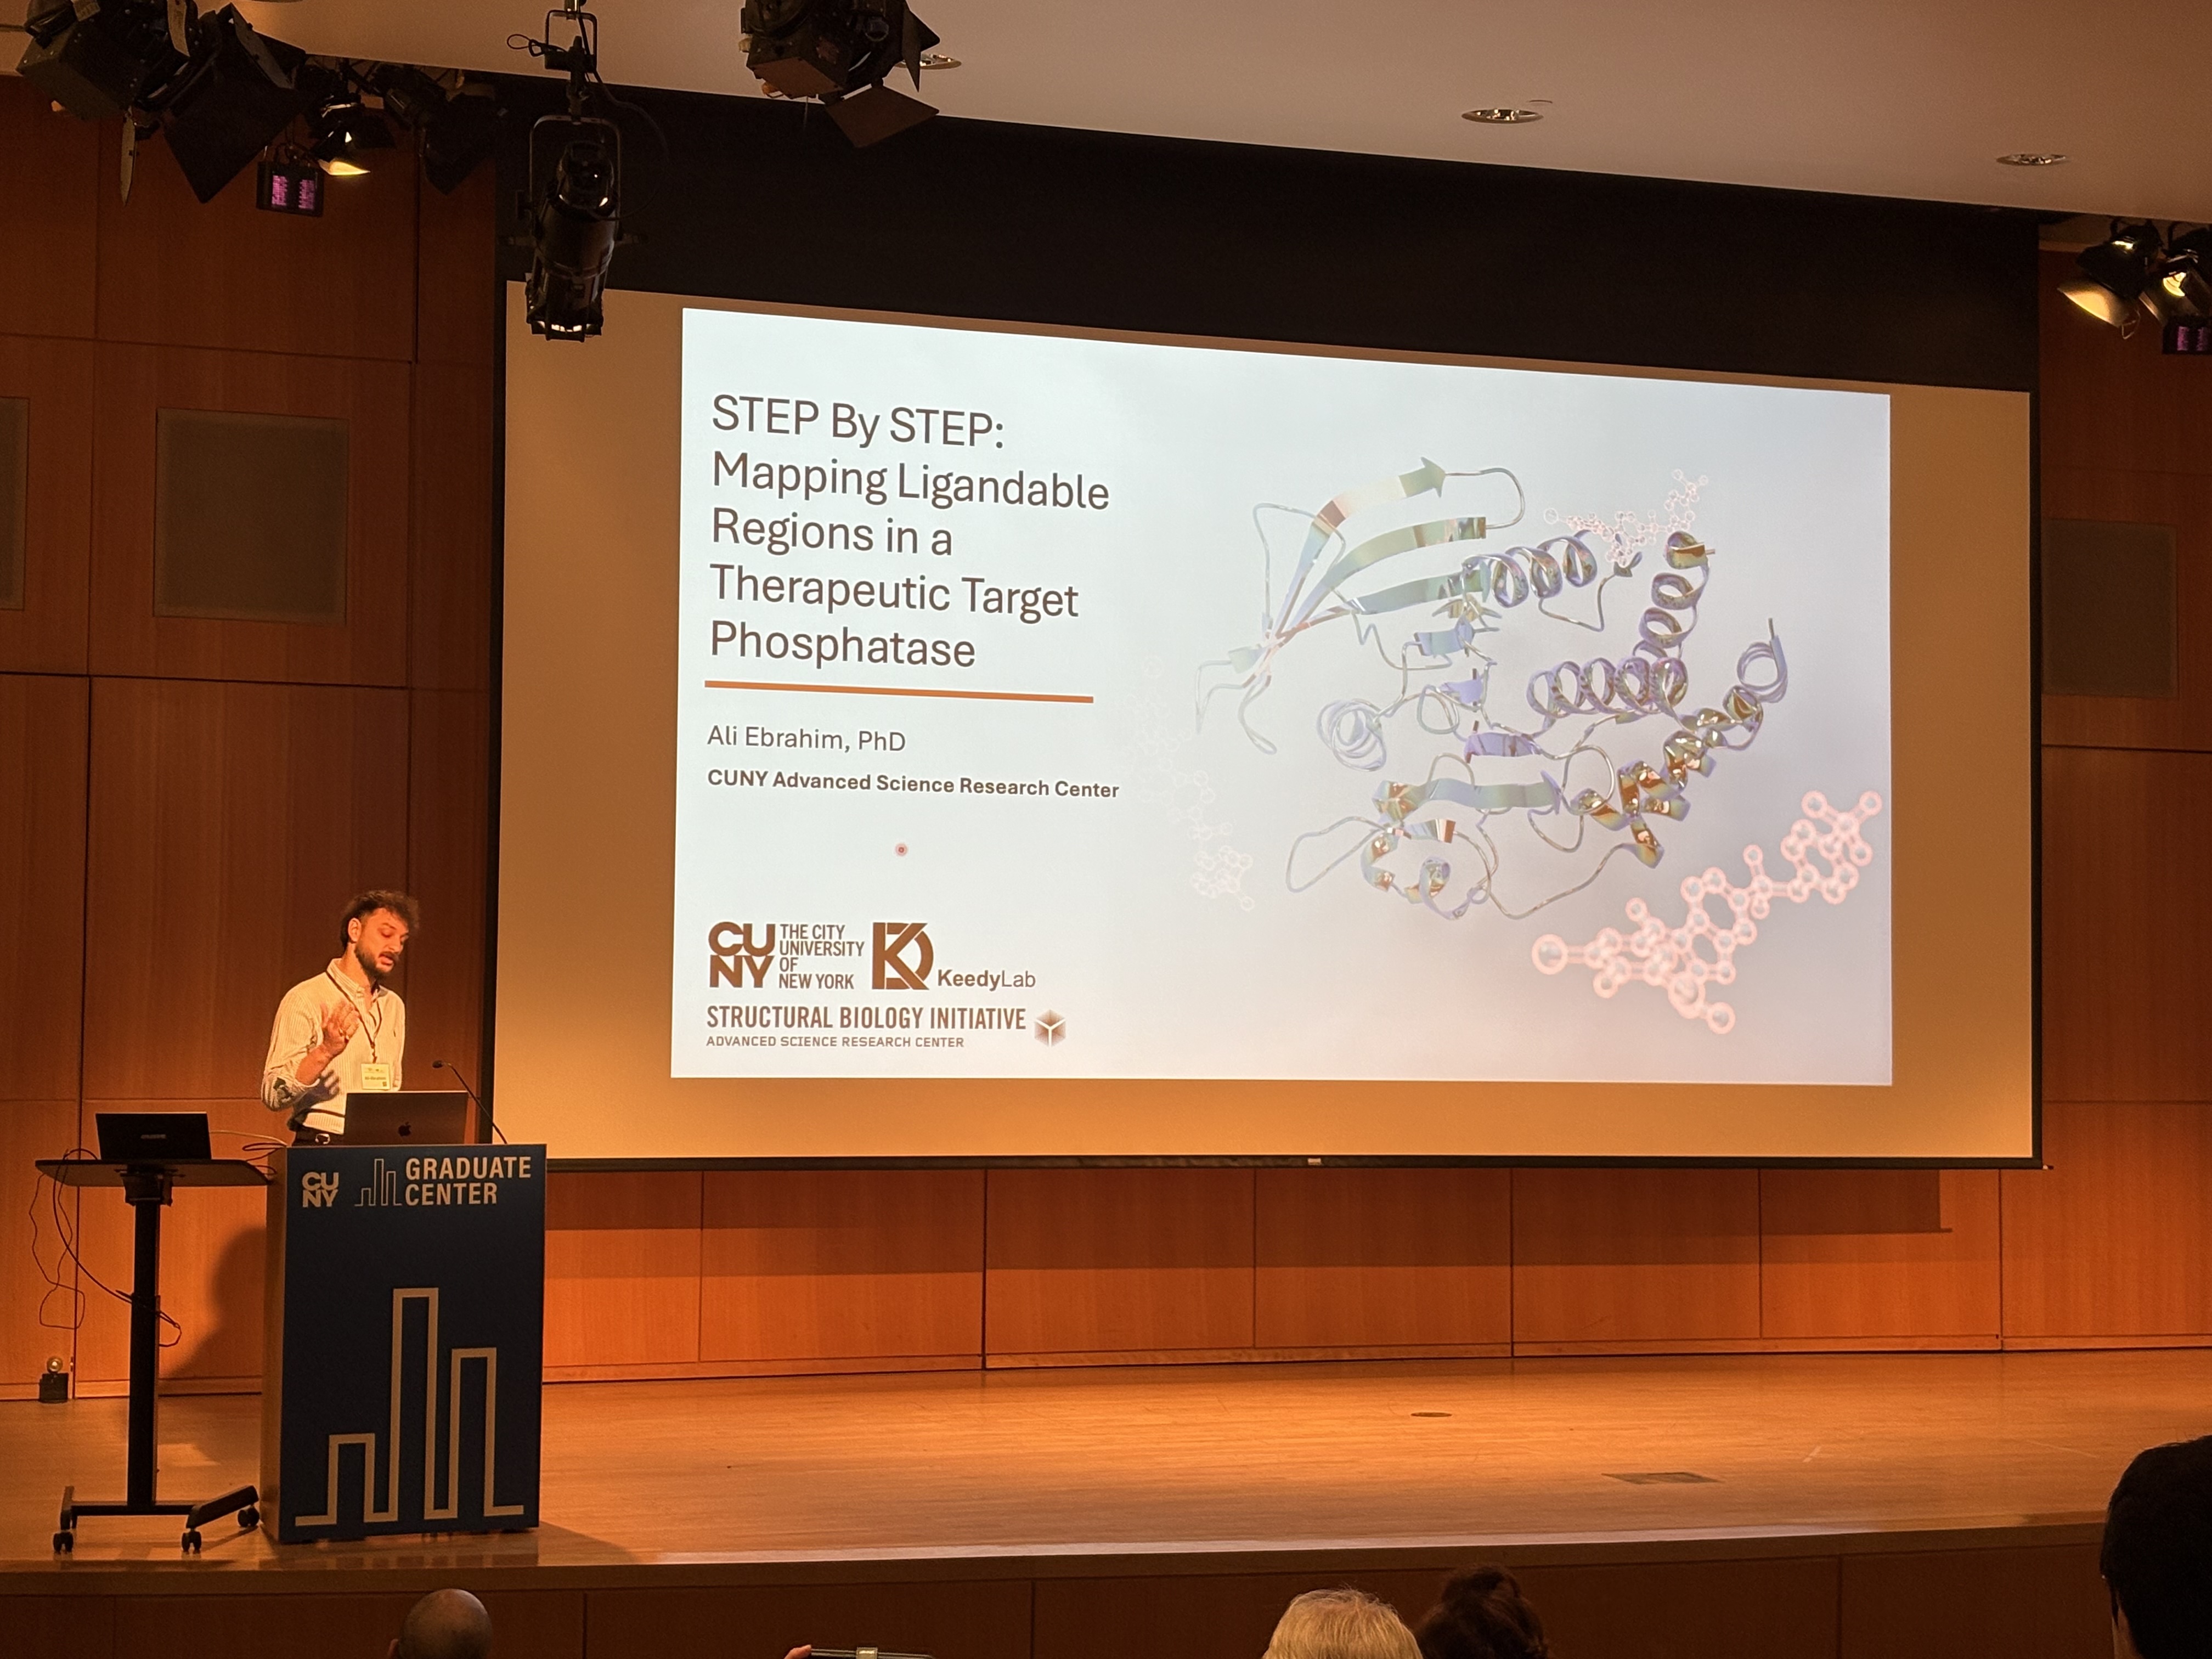 STEP By STEP:
Mapping Ligandable
Regions in a
Therapeutic Target
Phosphatase
Ali Ebrahim, PhD
CUNY Advanced Science Research Center
CU
NY
THE CITY
UNIVERSITY
OF
NEW YORK
KeedyLab
STRUCTURAL BIOLOGY INITIATIVE
ADVANCED SCIENCE RESEARCH CENTER
CU
NY
GRADUATE
CENTER